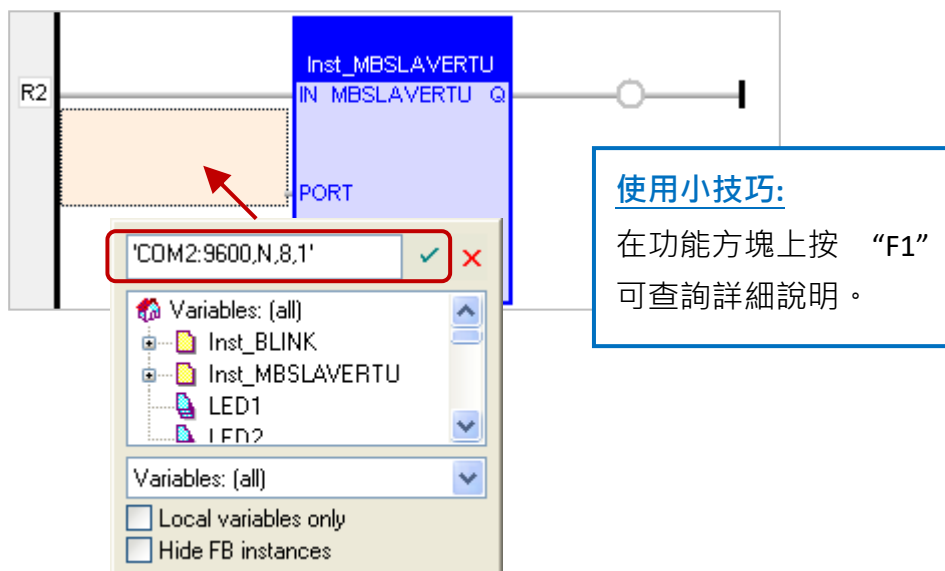 Inst_MBSLAVERTU
R2
IN MBSLAVERTU Q
PORT
使用小技巧:
在功能方塊上按 “F1”
可查詢詳細說明。
'COM2:9600,N,8,1'
Variables: (all)
Inst_BLINK
Inst_MBSLAVERTU
LED1
LED2
Variables: (all)
Local variables only
Hide FB instances